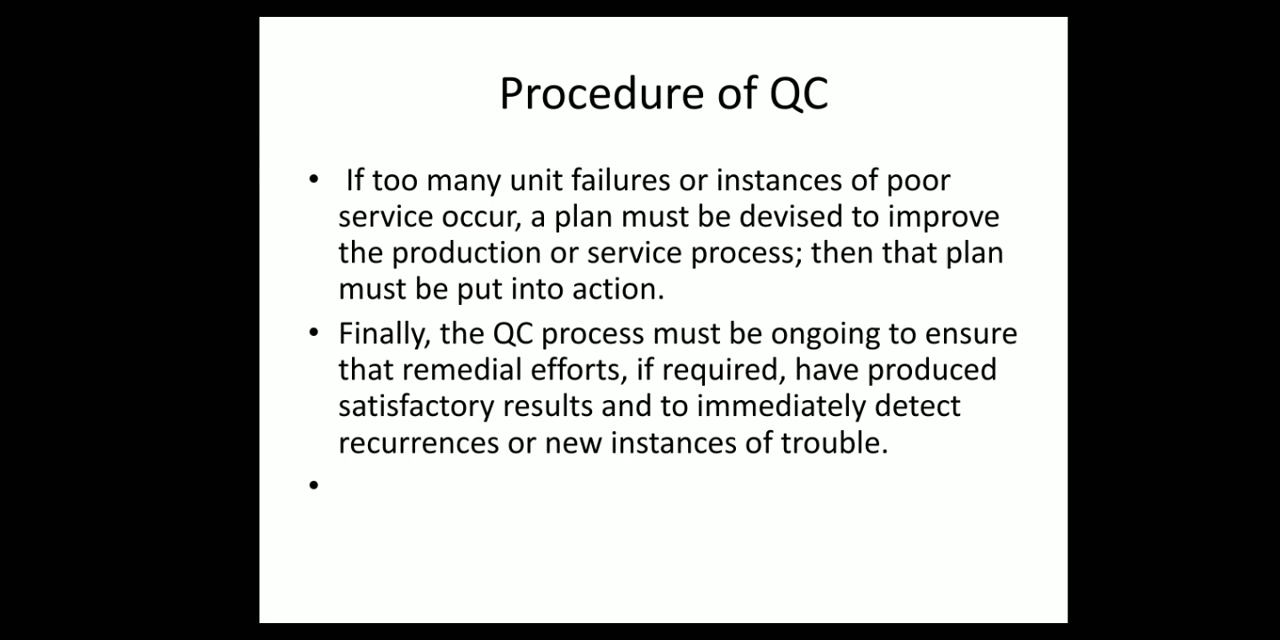 Procedure of QC
• If too many unit failures or instances of poor
service occur, a plan must be devised to improve
the production or service process; then that plan
must be put into action.
• Finally, the QC process must be ongoing to ensure
that remedial efforts, if required, have produced
satisfactory results and to immediately detect
recurrences or new instances of trouble.
•